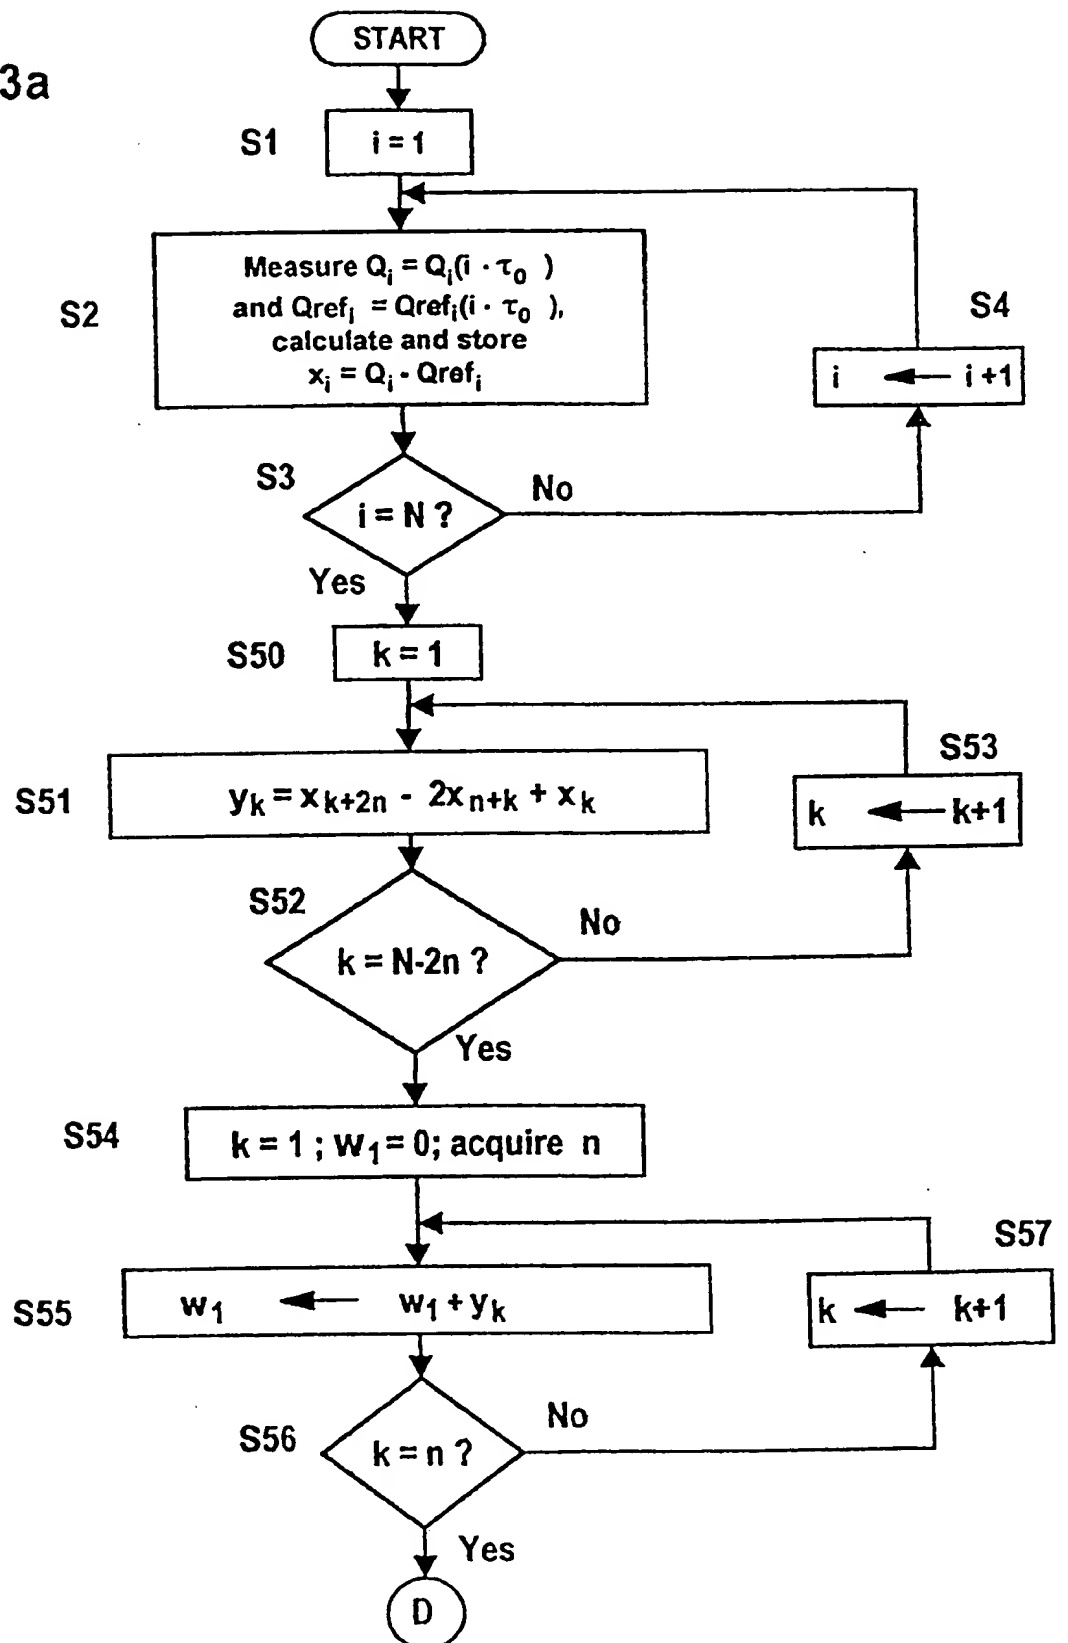 START
3a
S1
i = 1
S2
Measure Qi = Qi(i · τ0 )
and Qrefi = Qrefi(i · τ0 ),
calculate and store
xi = Qi - Qrefi
S4
i ← i+1
S3
i = N ?
No
Yes
S50
k = 1
S53
k ← k+1
S51
yk = xk+2n - 2xn+k + xk
S52
k = N-2n ?
No
Yes
S54
k = 1 ; w1 = 0; acquire n
S57
k ← k+1
S55
w1 ← w1 + yk
S56
k = n ?
No
Yes
D